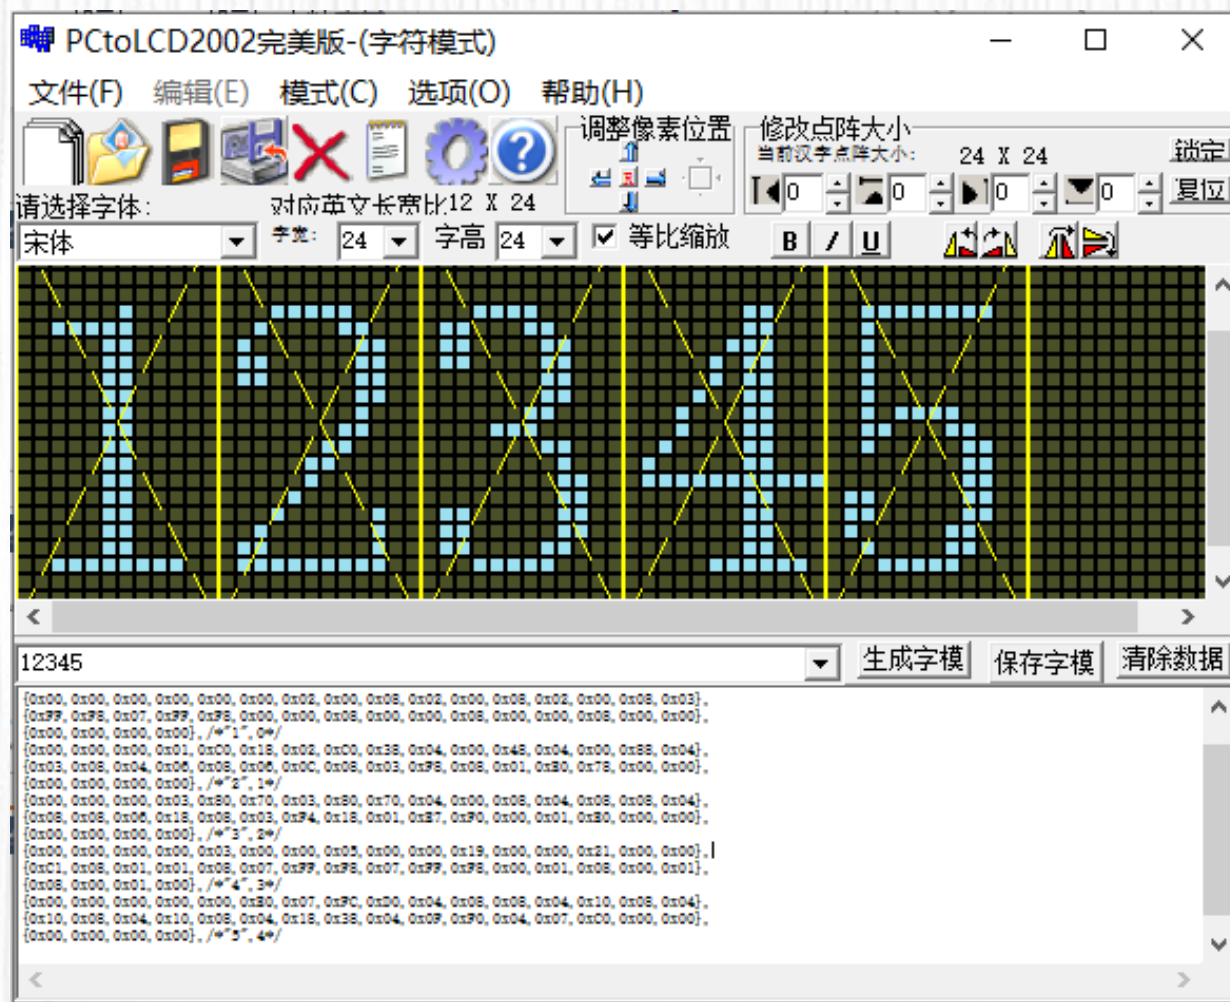 PCtoLCD2002完美版-(字符模式)
文件(F) 编辑(E) 模式(C) 选项(O) 帮助(H)
调整像素位置
修改点阵大小
当前汉字点阵大小: 24 X 24
锁定
0 0 0 0
复位
请选择字体:
对应英文长宽比12 X 24
宋体
字宽: 24
字高 24
等比缩放
B I U
12345
12345
生成字模 保存字模 清除数据
{0x00, 0x00, 0x00, 0x00, 0x00, 0x00, 0x02, 0x00, 0x08, 0x02, 0x00, 0x08, 0x02, 0x00, 0x08, 0x03},
{0xFF, 0xF8, 0x07, 0xFF, 0xF8, 0x00, 0x00, 0x08, 0x00, 0x00, 0x08, 0x00, 0x00, 0x08, 0x00, 0x00},
{0x00, 0x00, 0x00, 0x00}, /*"1", 0*/
{0x00, 0x00, 0x00, 0x01, 0xC0, 0x18, 0x02, 0xC0, 0x38, 0x04, 0x00, 0x48, 0x04, 0x00, 0x88, 0x04},
{0x03, 0x08, 0x04, 0x06, 0x08, 0x06, 0x0C, 0x08, 0x03, 0xF8, 0x08, 0x01, 0xE0, 0x78, 0x00, 0x00},
{0x00, 0x00, 0x00, 0x00}, /*"2", 1*/
{0x00, 0x00, 0x00, 0x03, 0x80, 0x70, 0x03, 0x80, 0x70, 0x04, 0x00, 0x08, 0x04, 0x08, 0x08, 0x04},
{0x08, 0x08, 0x06, 0x18, 0x08, 0x03, 0xF4, 0x18, 0x01, 0xE7, 0xF0, 0x00, 0x01, 0xE0, 0x00, 0x00},
{0x00, 0x00, 0x00, 0x00}, /*"3", 2*/
{0x00, 0x00, 0x00, 0x00, 0x03, 0x00, 0x00, 0x05, 0x00, 0x00, 0x19, 0x00, 0x00, 0x21, 0x00, 0x00},
{0xC1, 0x08, 0x01, 0x01, 0x08, 0x07, 0xFF, 0xF8, 0x07, 0xFF, 0xF8, 0x00, 0x01, 0x08, 0x00, 0x01},
{0x08, 0x00, 0x01, 0x00}, /*"4", 3*/
{0x00, 0x00, 0x00, 0x00, 0x00, 0xE0, 0x07, 0xFC, 0xD0, 0x04, 0x08, 0x08, 0x04, 0x10, 0x08, 0x04},
{0x10, 0x08, 0x04, 0x10, 0x08, 0x04, 0x18, 0x38, 0x04, 0x0F, 0xF0, 0x04, 0x07, 0xC0, 0x00, 0x00},
{0x00, 0x00, 0x00, 0x00}, /*"5", 4*/